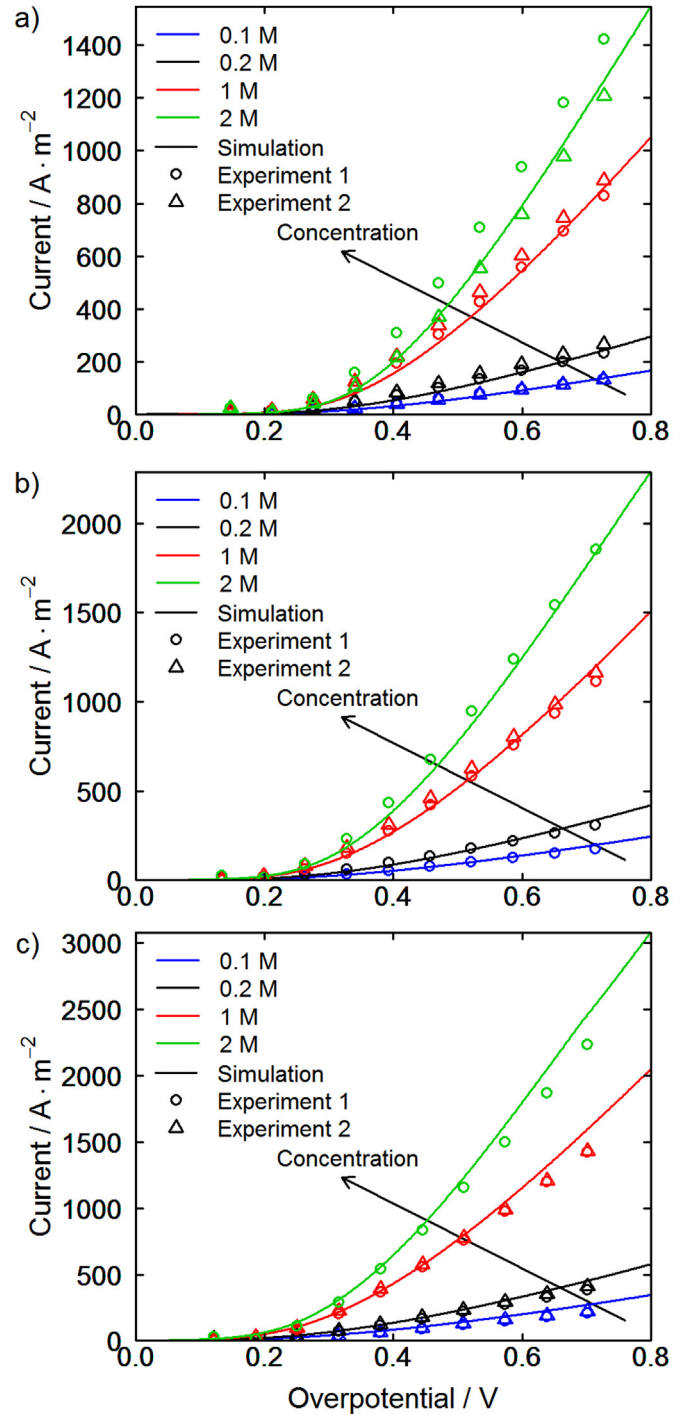 a)
Current / A · m⁻²
1400
1200
1000
800
600
400
200
0
0.1 M
0.2 M
1 M
2 M
Simulation
Experiment 1
Experiment 2
Concentration
0.0 0.2 0.4 0.6 0.8
b)
Current / A · m⁻²
2000
1500
1000
500
0
0.1 M
0.2 M
1 M
2 M
Simulation
Experiment 1
Experiment 2
Concentration
0.0 0.2 0.4 0.6 0.8
c)
Current / A · m⁻²
3000
2500
2000
1500
1000
500
0
0.1 M
0.2 M
1 M
2 M
Simulation
Experiment 1
Experiment 2
Concentration
0.0 0.2 0.4 0.6 0.8
Overpotential / V